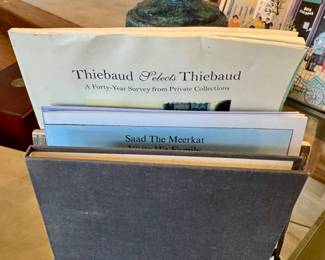 Thiebaud Selects Thiebaud
A Forty-Year Survey from Private Collections
Saad The Meerkat